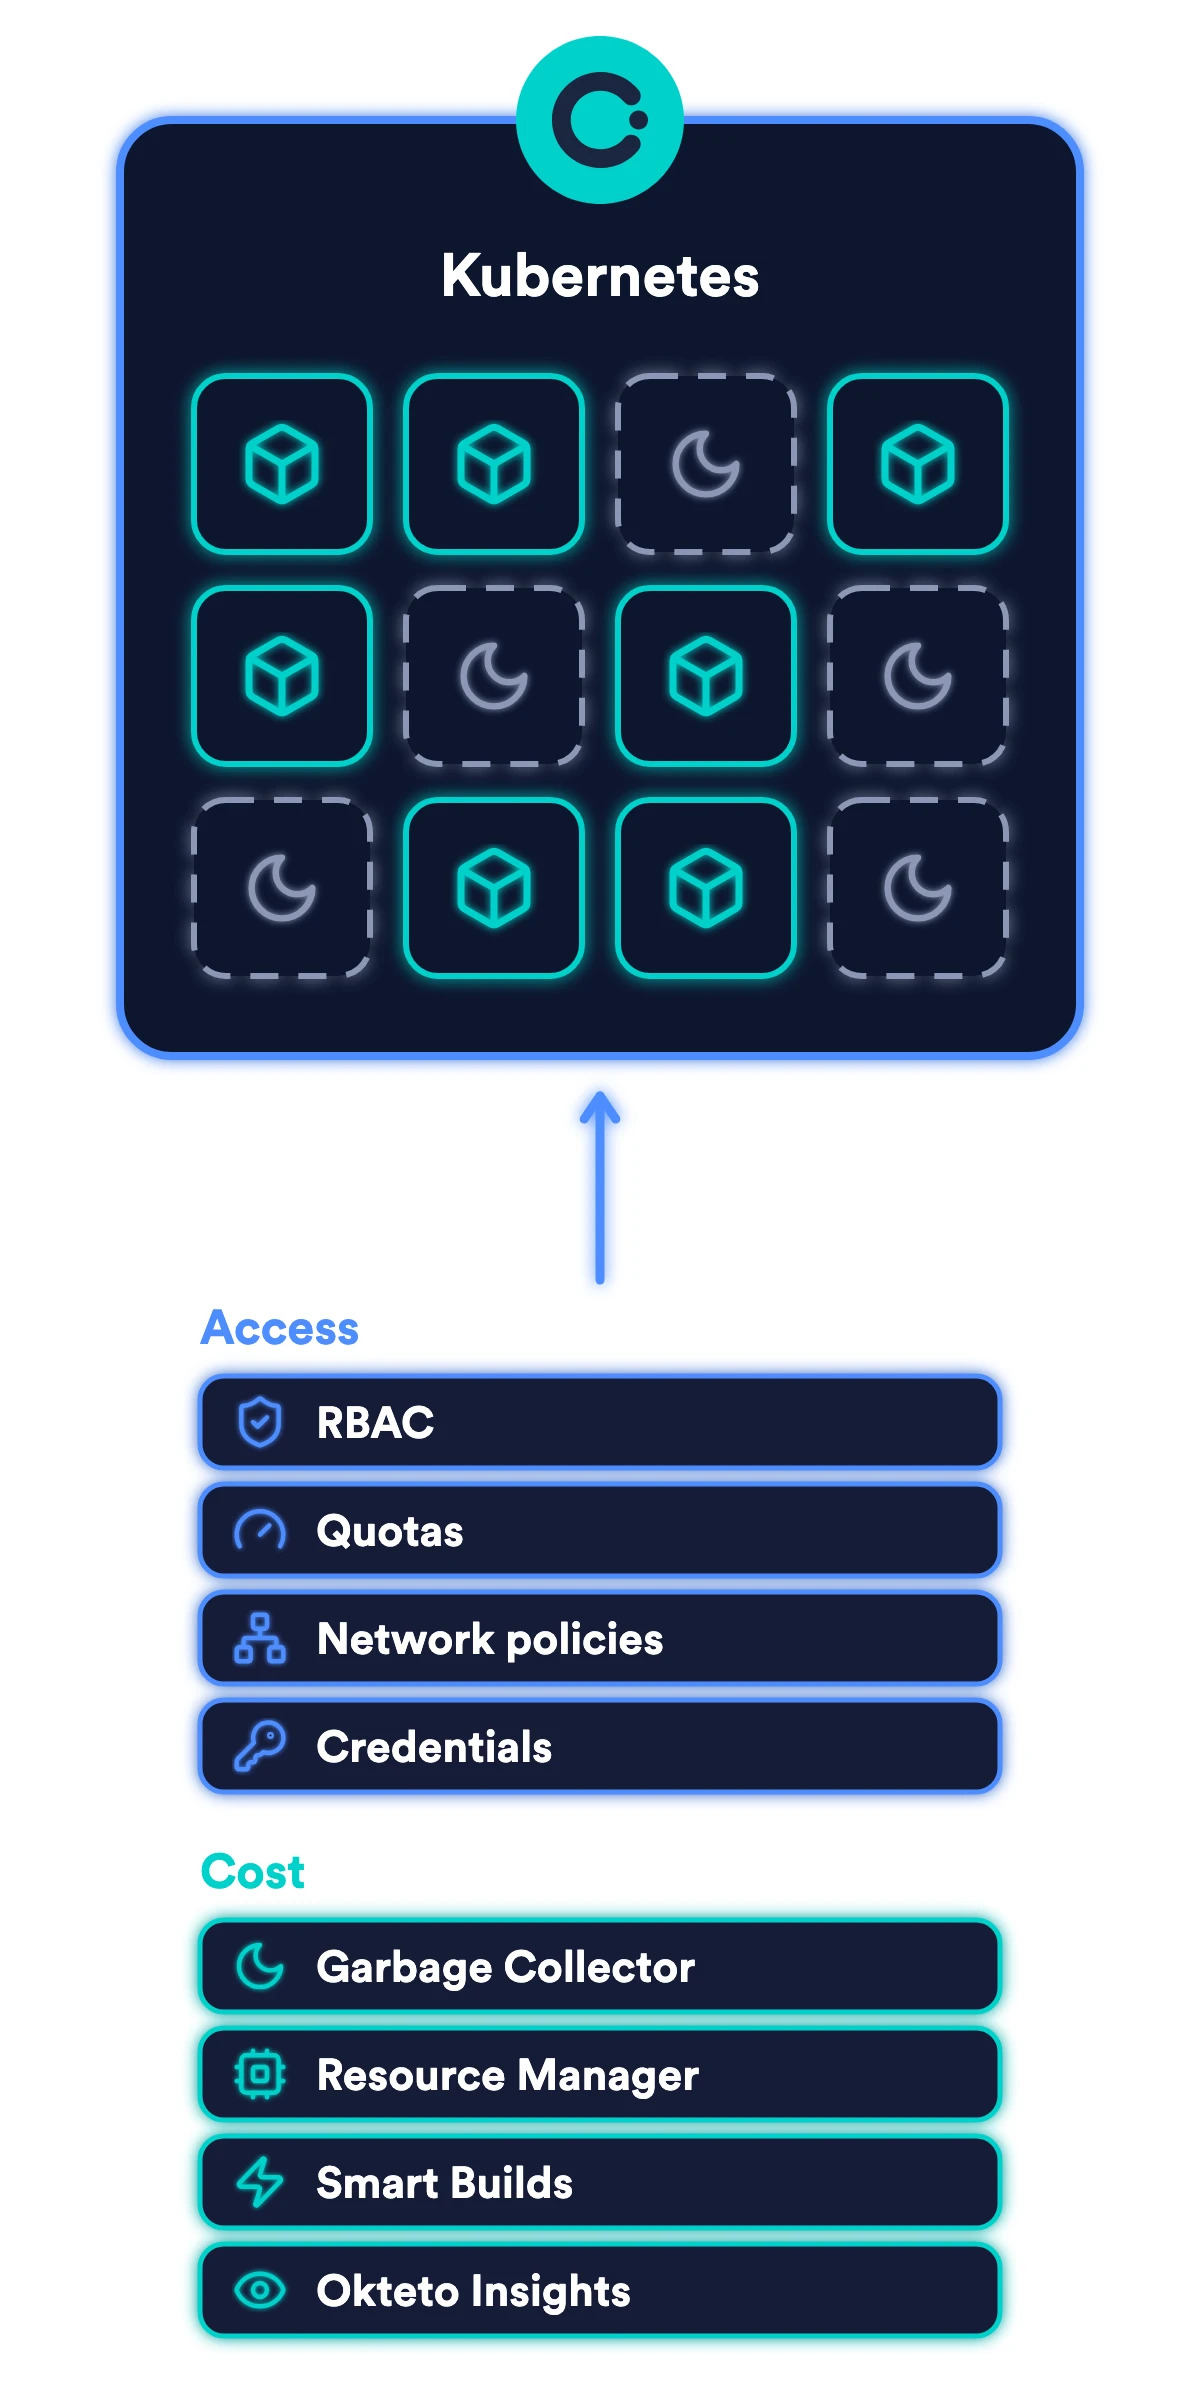 Kubernetes
Access
RBAC
Quotas
Network policies
Credentials
Cost
Garbage Collector
Resource Manager
Smart Builds
Okteto Insights